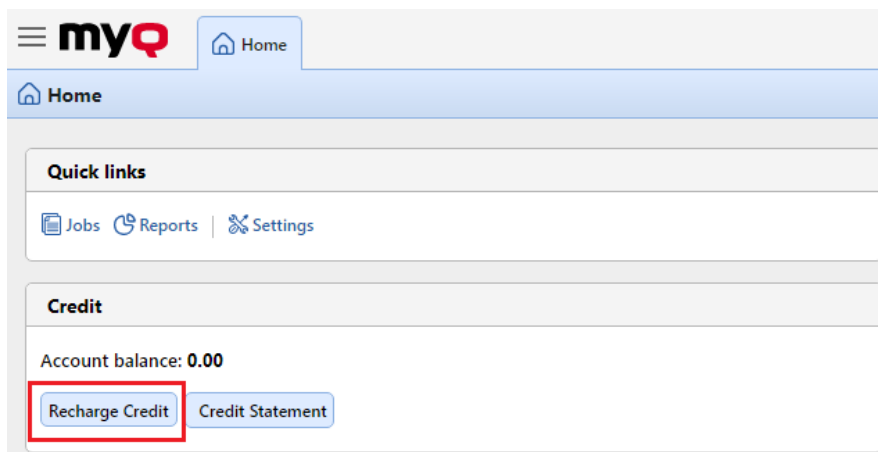 myQ Home
Home
Quick links
Jobs Reports | Settings
Credit
Account balance: 0.00
Recharge Credit Credit Statement